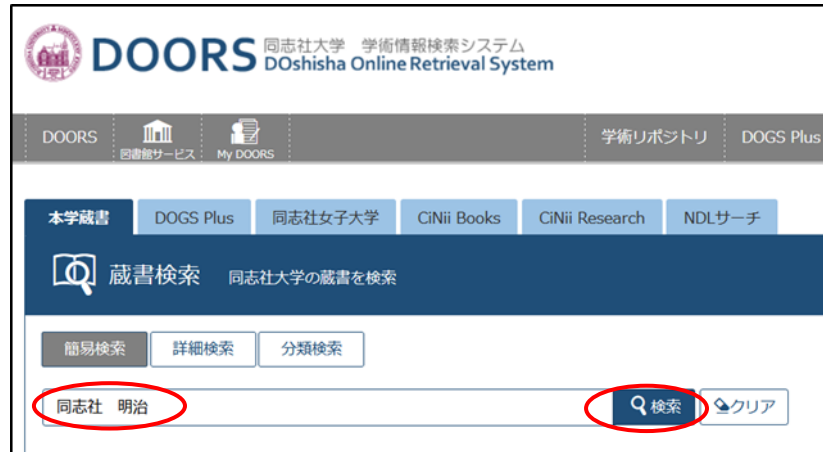 DOORS 同志社大学 学術情報検索システム
DOshisha Online Retrieval System
DOORS 図書館サービス My DOORS 学術リポジトリ DOGS Plus
本学蔵書 DOGS Plus 同志社女子大学 CiNii Books CiNii Research NDLサーチ
蔵書検索 同志社大学の蔵書を検索
簡易検索 詳細検索 分類検索
同志社 明治 検索 クリア